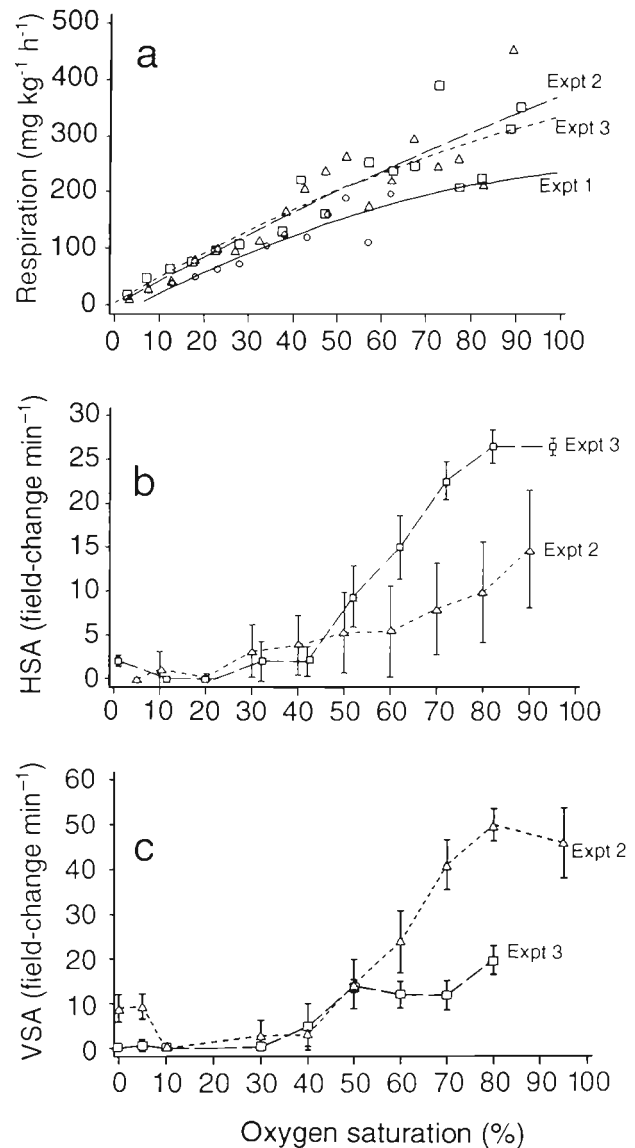 a
Respiration (mg kg⁻¹ h⁻¹)
500
400
300
200
100
0
Expt 2
Expt 3
Expt 1
0 10 20 30 40 50 60 70 80 90 100
b
HSA (field-change min⁻¹)
30
25
20
15
10
5
0
Expt 3
Expt 2
0 10 20 30 40 50 60 70 80 90 100
c
VSA (field-change min⁻¹)
60
50
40
30
20
10
0
Expt 2
Expt 3
0 10 20 30 40 50 60 70 80 90 100
Oxygen saturation (%)